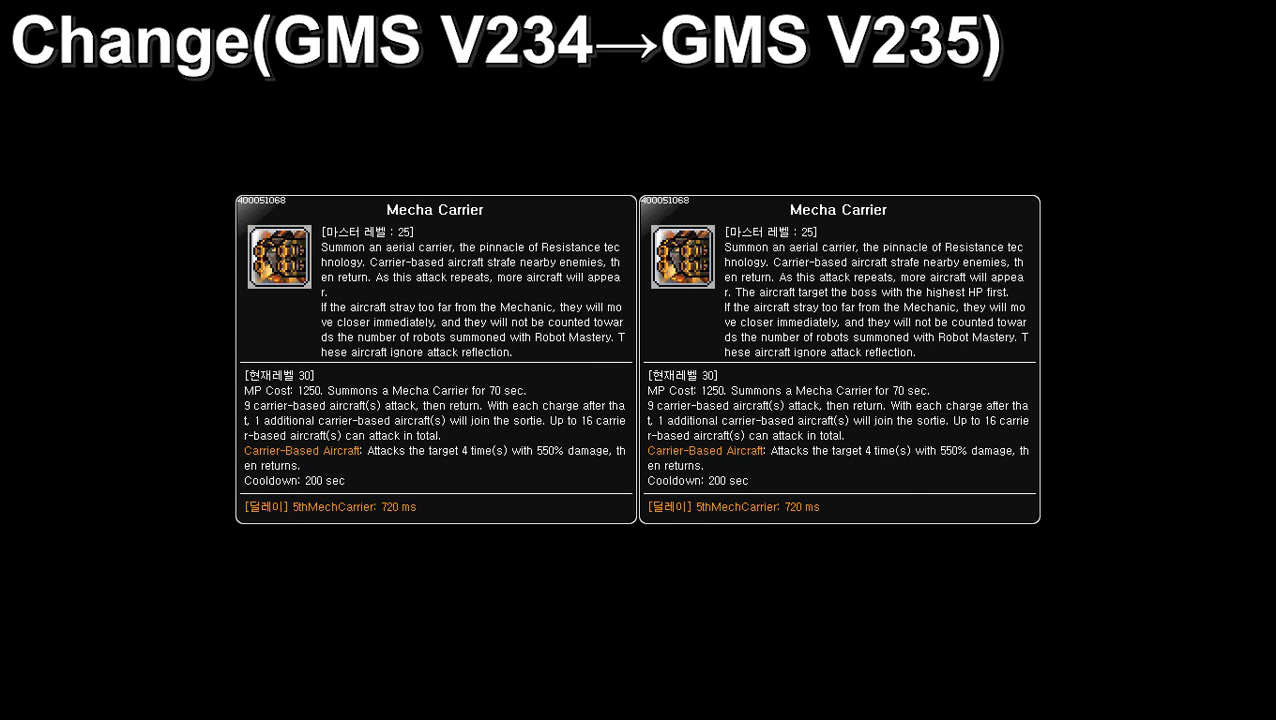 Change(GMS V234→GMS V235)
400051068
Mecha Carrier
[마스터 레벨 : 25]
Summon an aerial carrier, the pinnacle of Resistance tec
hnology. Carrier-based aircraft strafe nearby enemies, th
en return. As this attack repeats, more aircraft will appea
r.
If the aircraft stray too far from the Mechanic, they will mo
ve closer immediately, and they will not be counted towar
ds the number of robots summoned with Robot Mastery. T
hese aircraft ignore attack reflection.
[현재레벨 30]
MP Cost: 1250. Summons a Mecha Carrier for 70 sec.
9 carrier-based aircraft(s) attack, then return. With each charge after tha
t, 1 additional carrier-based aircraft(s) will join the sortie. Up to 16 carrie
r-based aircraft(s) can attack in total.
Carrier-Based Aircraft: Attacks the target 4 time(s) with 550% damage, th
en returns.
Cooldown: 200 sec
[딜레이] 5thMechCarrier: 720 ms
400051068
Mecha Carrier
[마스터 레벨 : 25]
Summon an aerial carrier, the pinnacle of Resistance tec
hnology. Carrier-based aircraft strafe nearby enemies, th
en return. As this attack repeats, more aircraft will appea
r. The aircraft target the boss with the highest HP first.
If the aircraft stray too far from the Mechanic, they will mo
ve closer immediately, and they will not be counted towar
ds the number of robots summoned with Robot Mastery. T
hese aircraft ignore attack reflection.
[현재레벨 30]
MP Cost: 1250. Summons a Mecha Carrier for 70 sec.
9 carrier-based aircraft(s) attack, then return. With each charge after tha
t, 1 additional carrier-based aircraft(s) will join the sortie. Up to 16 carrie
r-based aircraft(s) can attack in total.
Carrier-Based Aircraft: Attacks the target 4 time(s) with 550% damage, th
en returns.
Cooldown: 200 sec
[딜레이] 5thMechCarrier: 720 ms